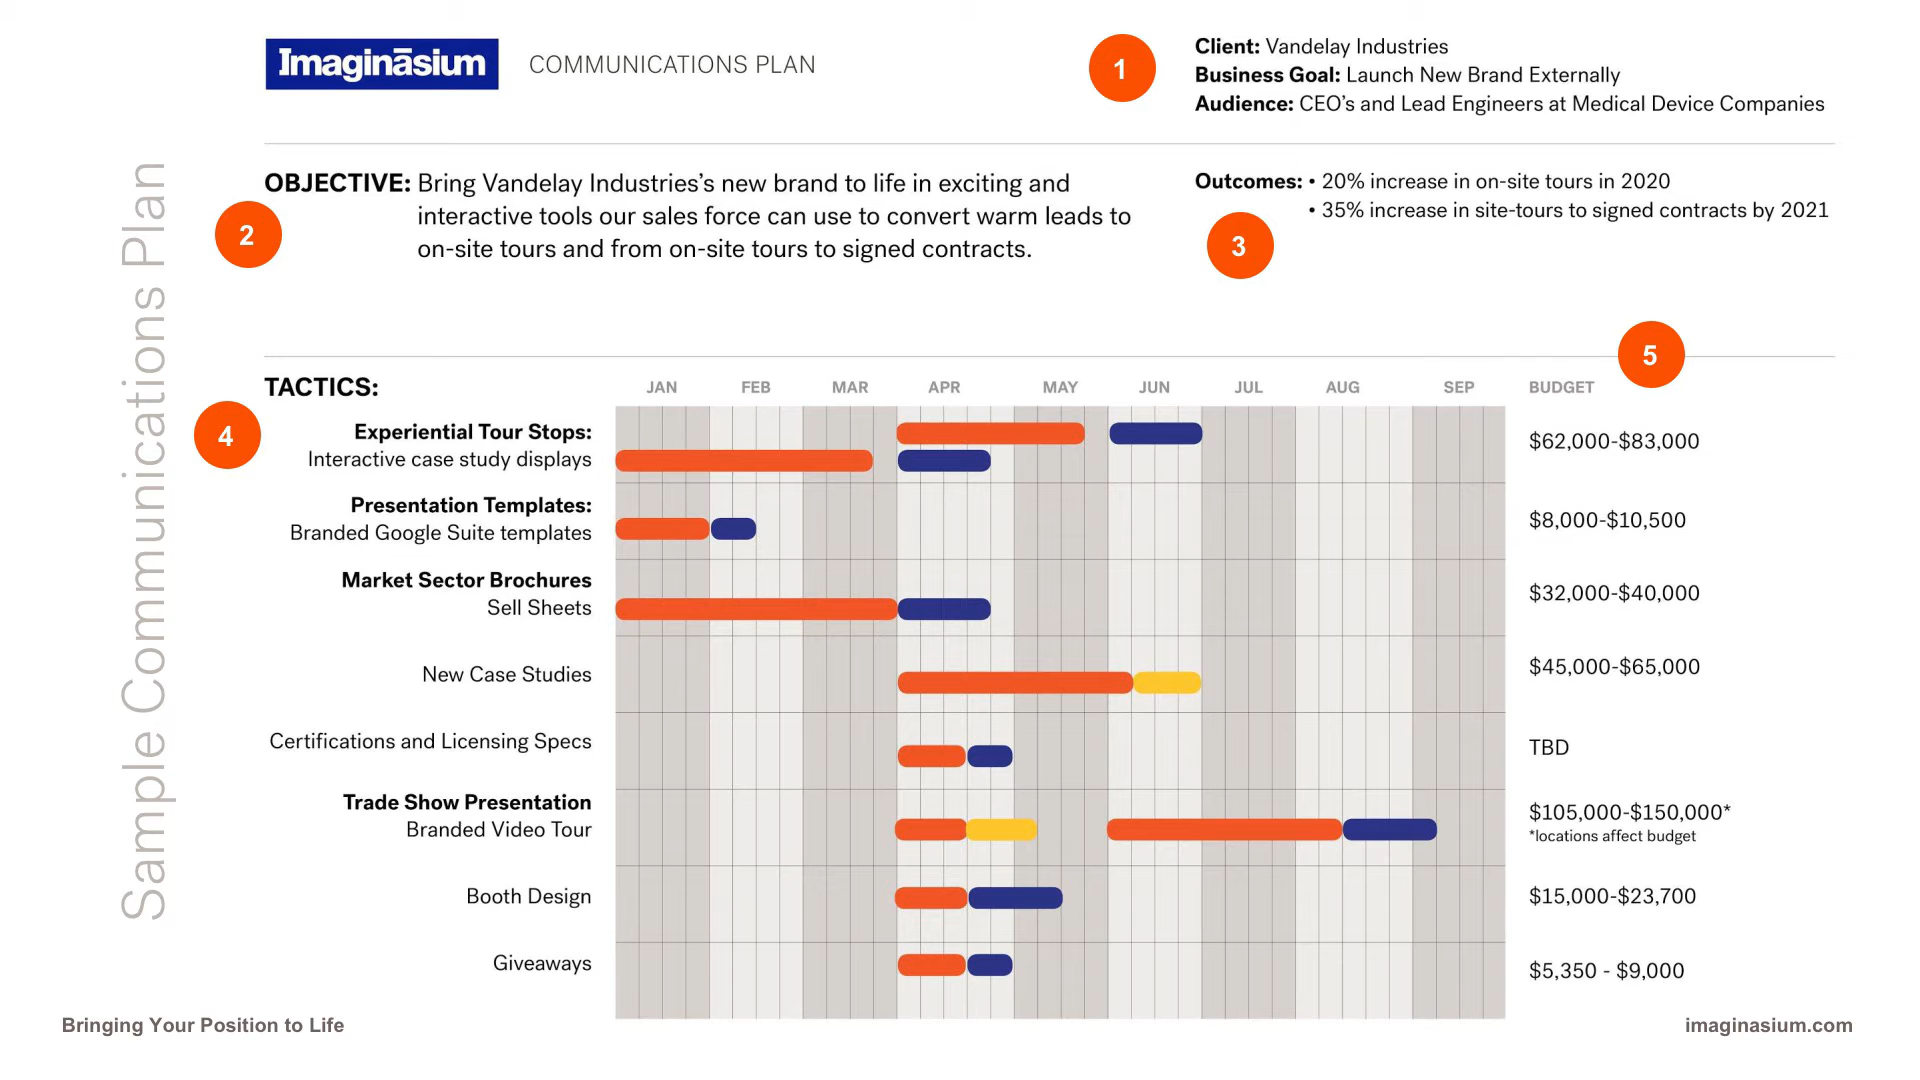 Imagināsium
COMMUNICATIONS PLAN
1
Client: Vandelay Industries
Business Goal: Launch New Brand Externally
Audience: CEO’s and Lead Engineers at Medical Device Companies
Sample Communications Plan
OBJECTIVE: Bring Vandelay Industries’s new brand to life in exciting and
interactive tools our sales force can use to convert warm leads to
on-site tours and from on-site tours to signed contracts.
2
Outcomes: • 20% increase in on-site tours in 2020
• 35% increase in site-tours to signed contracts by 2021
3
5
TACTICS:
JAN FEB MAR APR MAY JUN JUL AUG SEP BUDGET
4
Experiential Tour Stops:
Interactive case study displays
$62,000-$83,000
Presentation Templates:
Branded Google Suite templates
$8,000-$10,500
Market Sector Brochures
Sell Sheets
$32,000-$40,000
New Case Studies
$45,000-$65,000
Certifications and Licensing Specs
TBD
Trade Show Presentation
Branded Video Tour
$105,000-$150,000*
*locations affect budget
Booth Design
$15,000-$23,700
Giveaways
$5,350 - $9,000
Bringing Your Position to Life
imaginasium.com